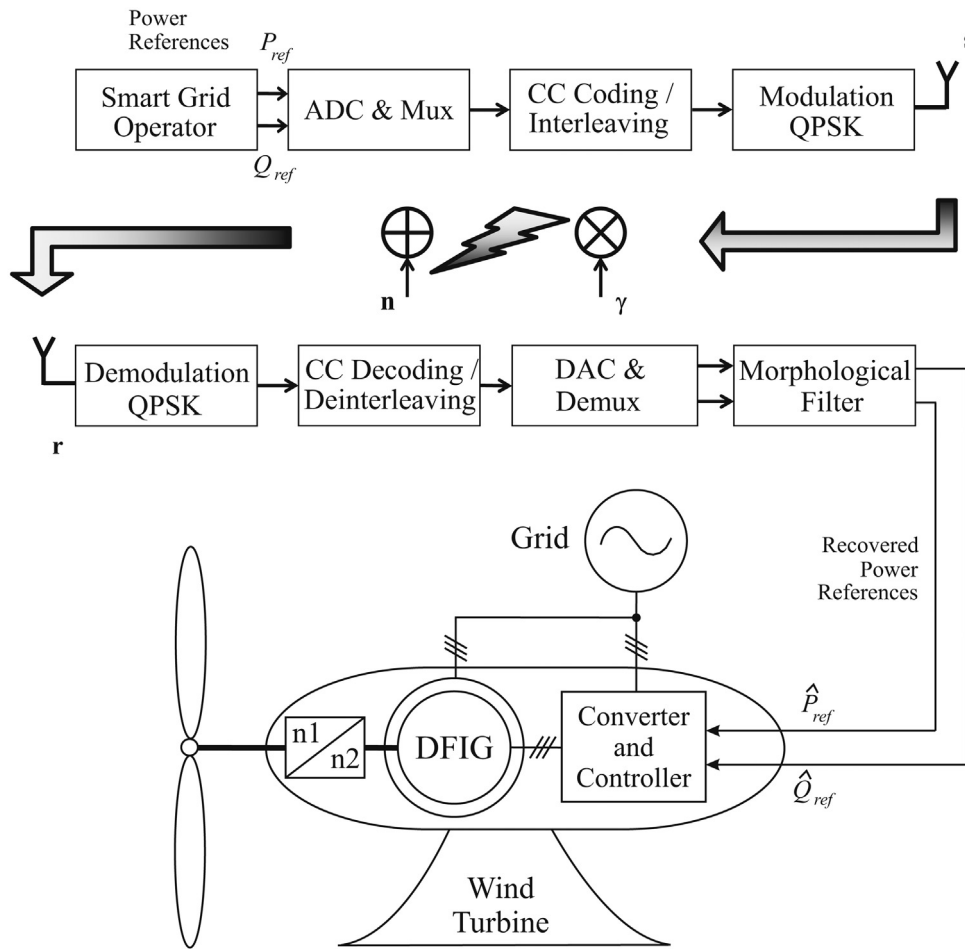 Power
References
P_ref
Smart Grid
Operator
Q_ref
ADC & Mux
CC Coding /
Interleaving
Modulation
QPSK
n
γ
Demodulation
QPSK
r
CC Decoding /
Deinterleaving
DAC &
Demux
Morphological
Filter
Grid
Recovered
Power
References
n1
n2
DFIG
Converter
and
Controller
P̂_ref
Q̂_ref
Wind
Turbine